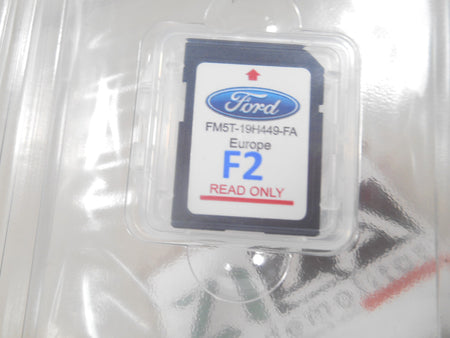 Ford
FM5T-19H449-FA
Europe
F2
READ ONLY